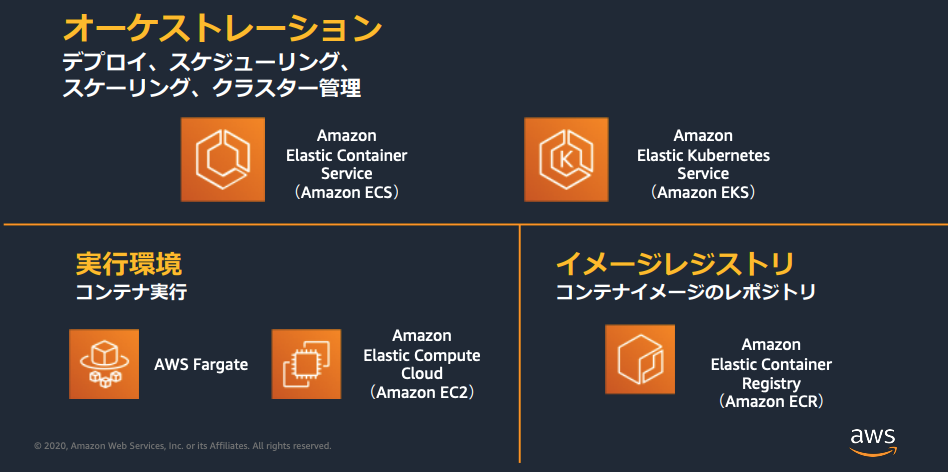 オーケストレーション
デプロイ、スケジューリング、
スケーリング、クラスター管理
Amazon
Elastic Container
Service
（Amazon ECS）
K
Amazon
Elastic Kubernetes
Service
（Amazon EKS）
実行環境
コンテナ実行
AWS Fargate
Amazon
Elastic Compute
Cloud
（Amazon EC2）
イメージレジストリ
コンテナイメージのレポジトリ
Amazon
Elastic Container
Registry
（Amazon ECR）
© 2020, Amazon Web Services, Inc. or its Affiliates. All rights reserved.
aws